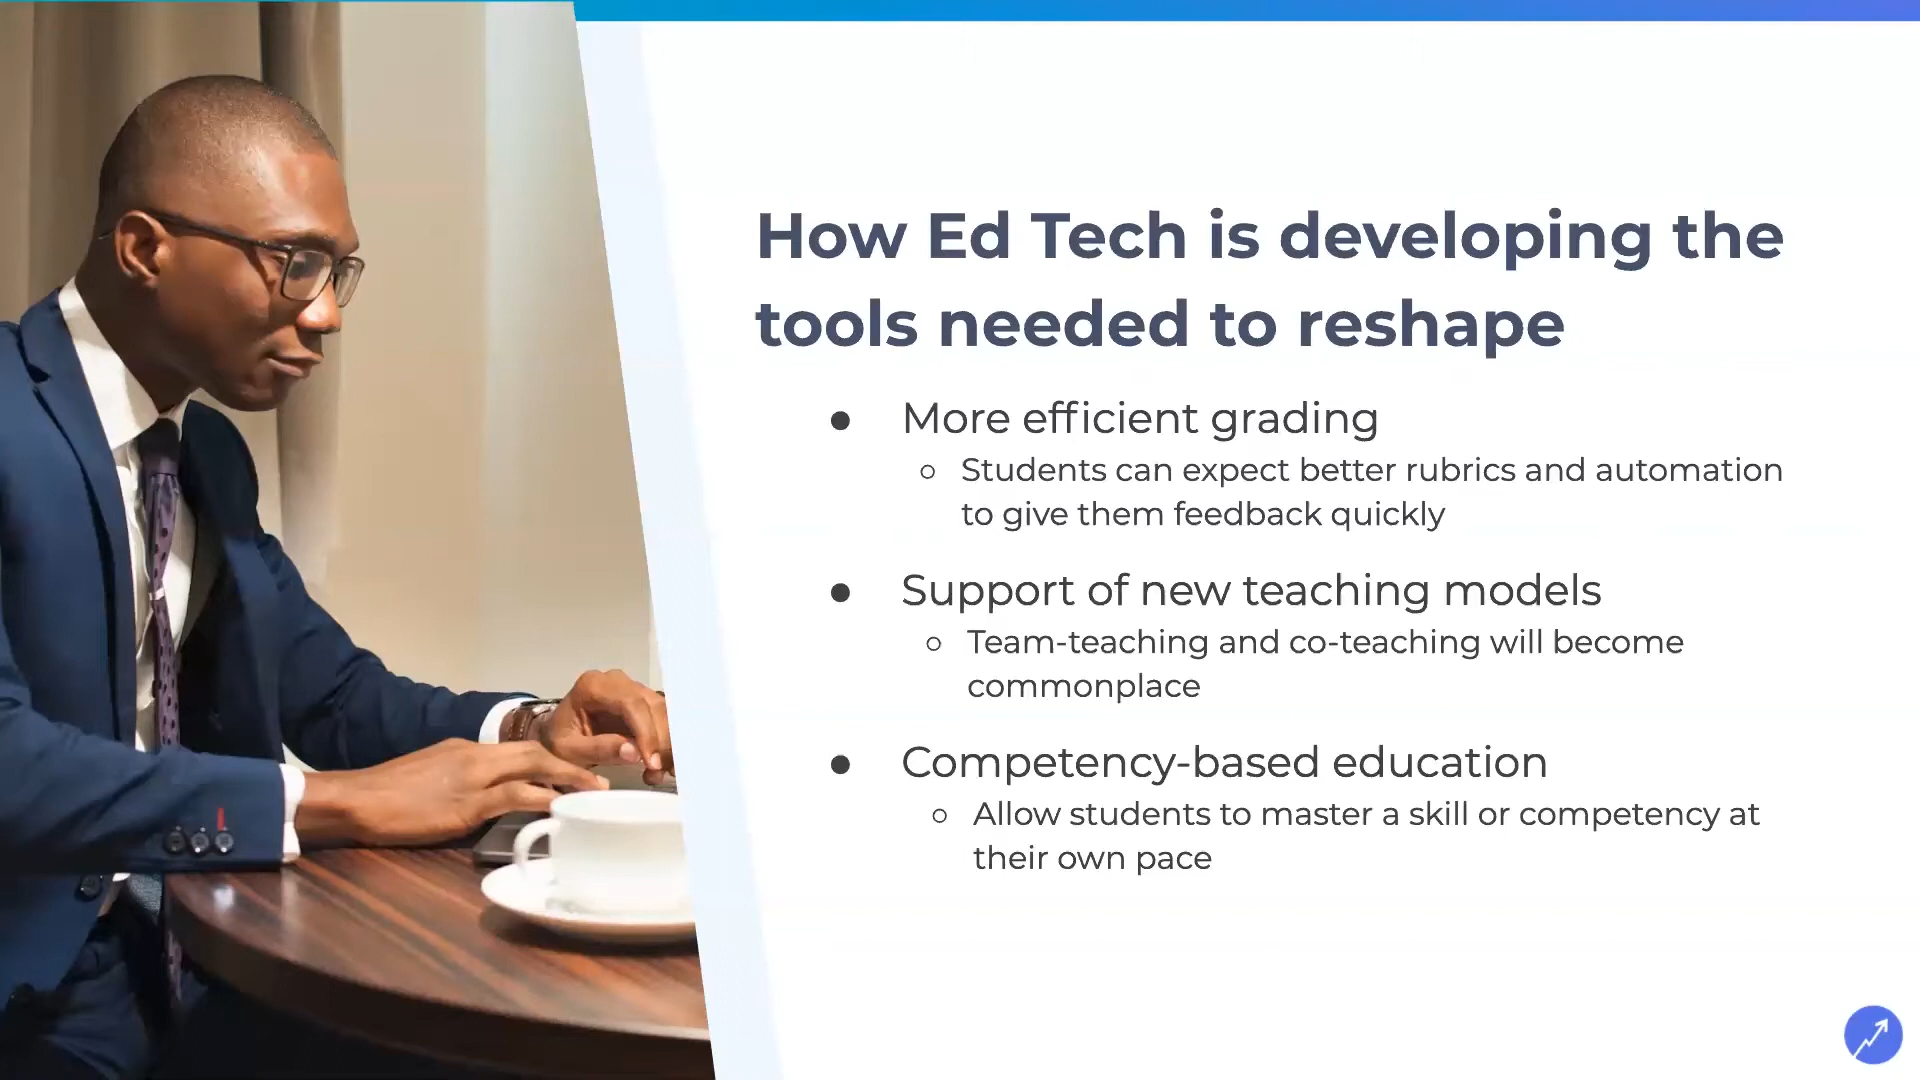 How Ed Tech is developing the
tools needed to reshape
● More efficient grading
○ Students can expect better rubrics and automation
to give them feedback quickly
● Support of new teaching models
○ Team-teaching and co-teaching will become
commonplace
● Competency-based education
○ Allow students to master a skill or competency at
their own pace